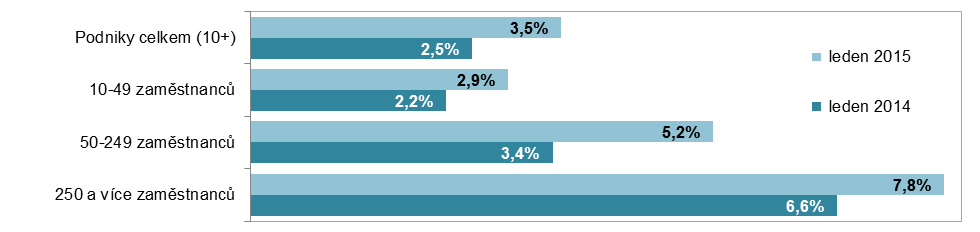 Podniky celkem (10+)
3,5%
2,5%
10-49 zaměstnanců
2,9%
2,2%
50-249 zaměstnanců
5,2%
3,4%
250 a více zaměstnanců
7,8%
6,6%
leden 2015
leden 2014